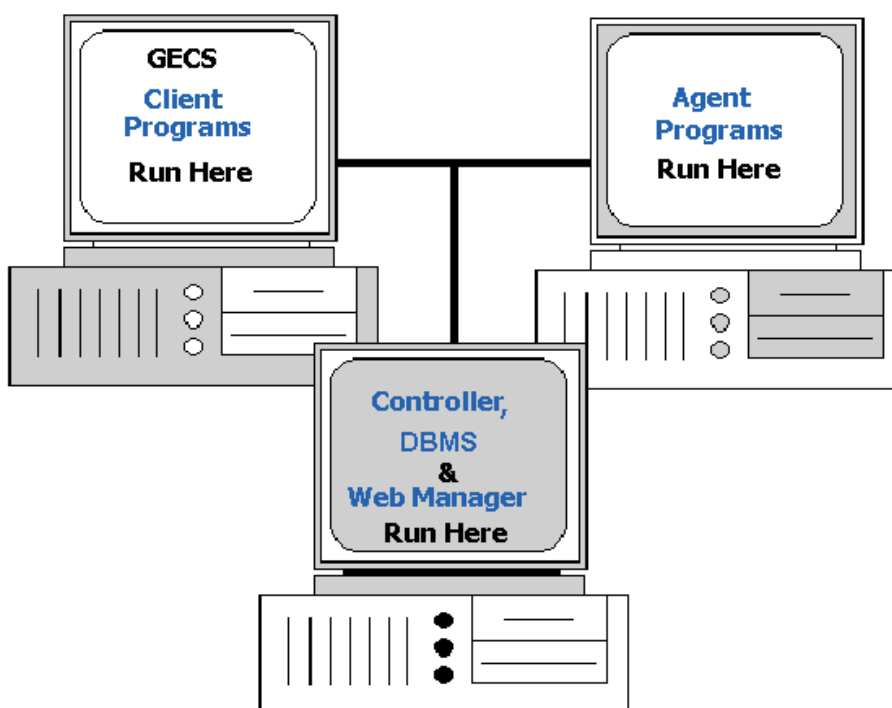 GECS
Client
Programs
Run Here
Agent
Programs
Run Here
Controller,
DBMS
&
Web Manager
Run Here